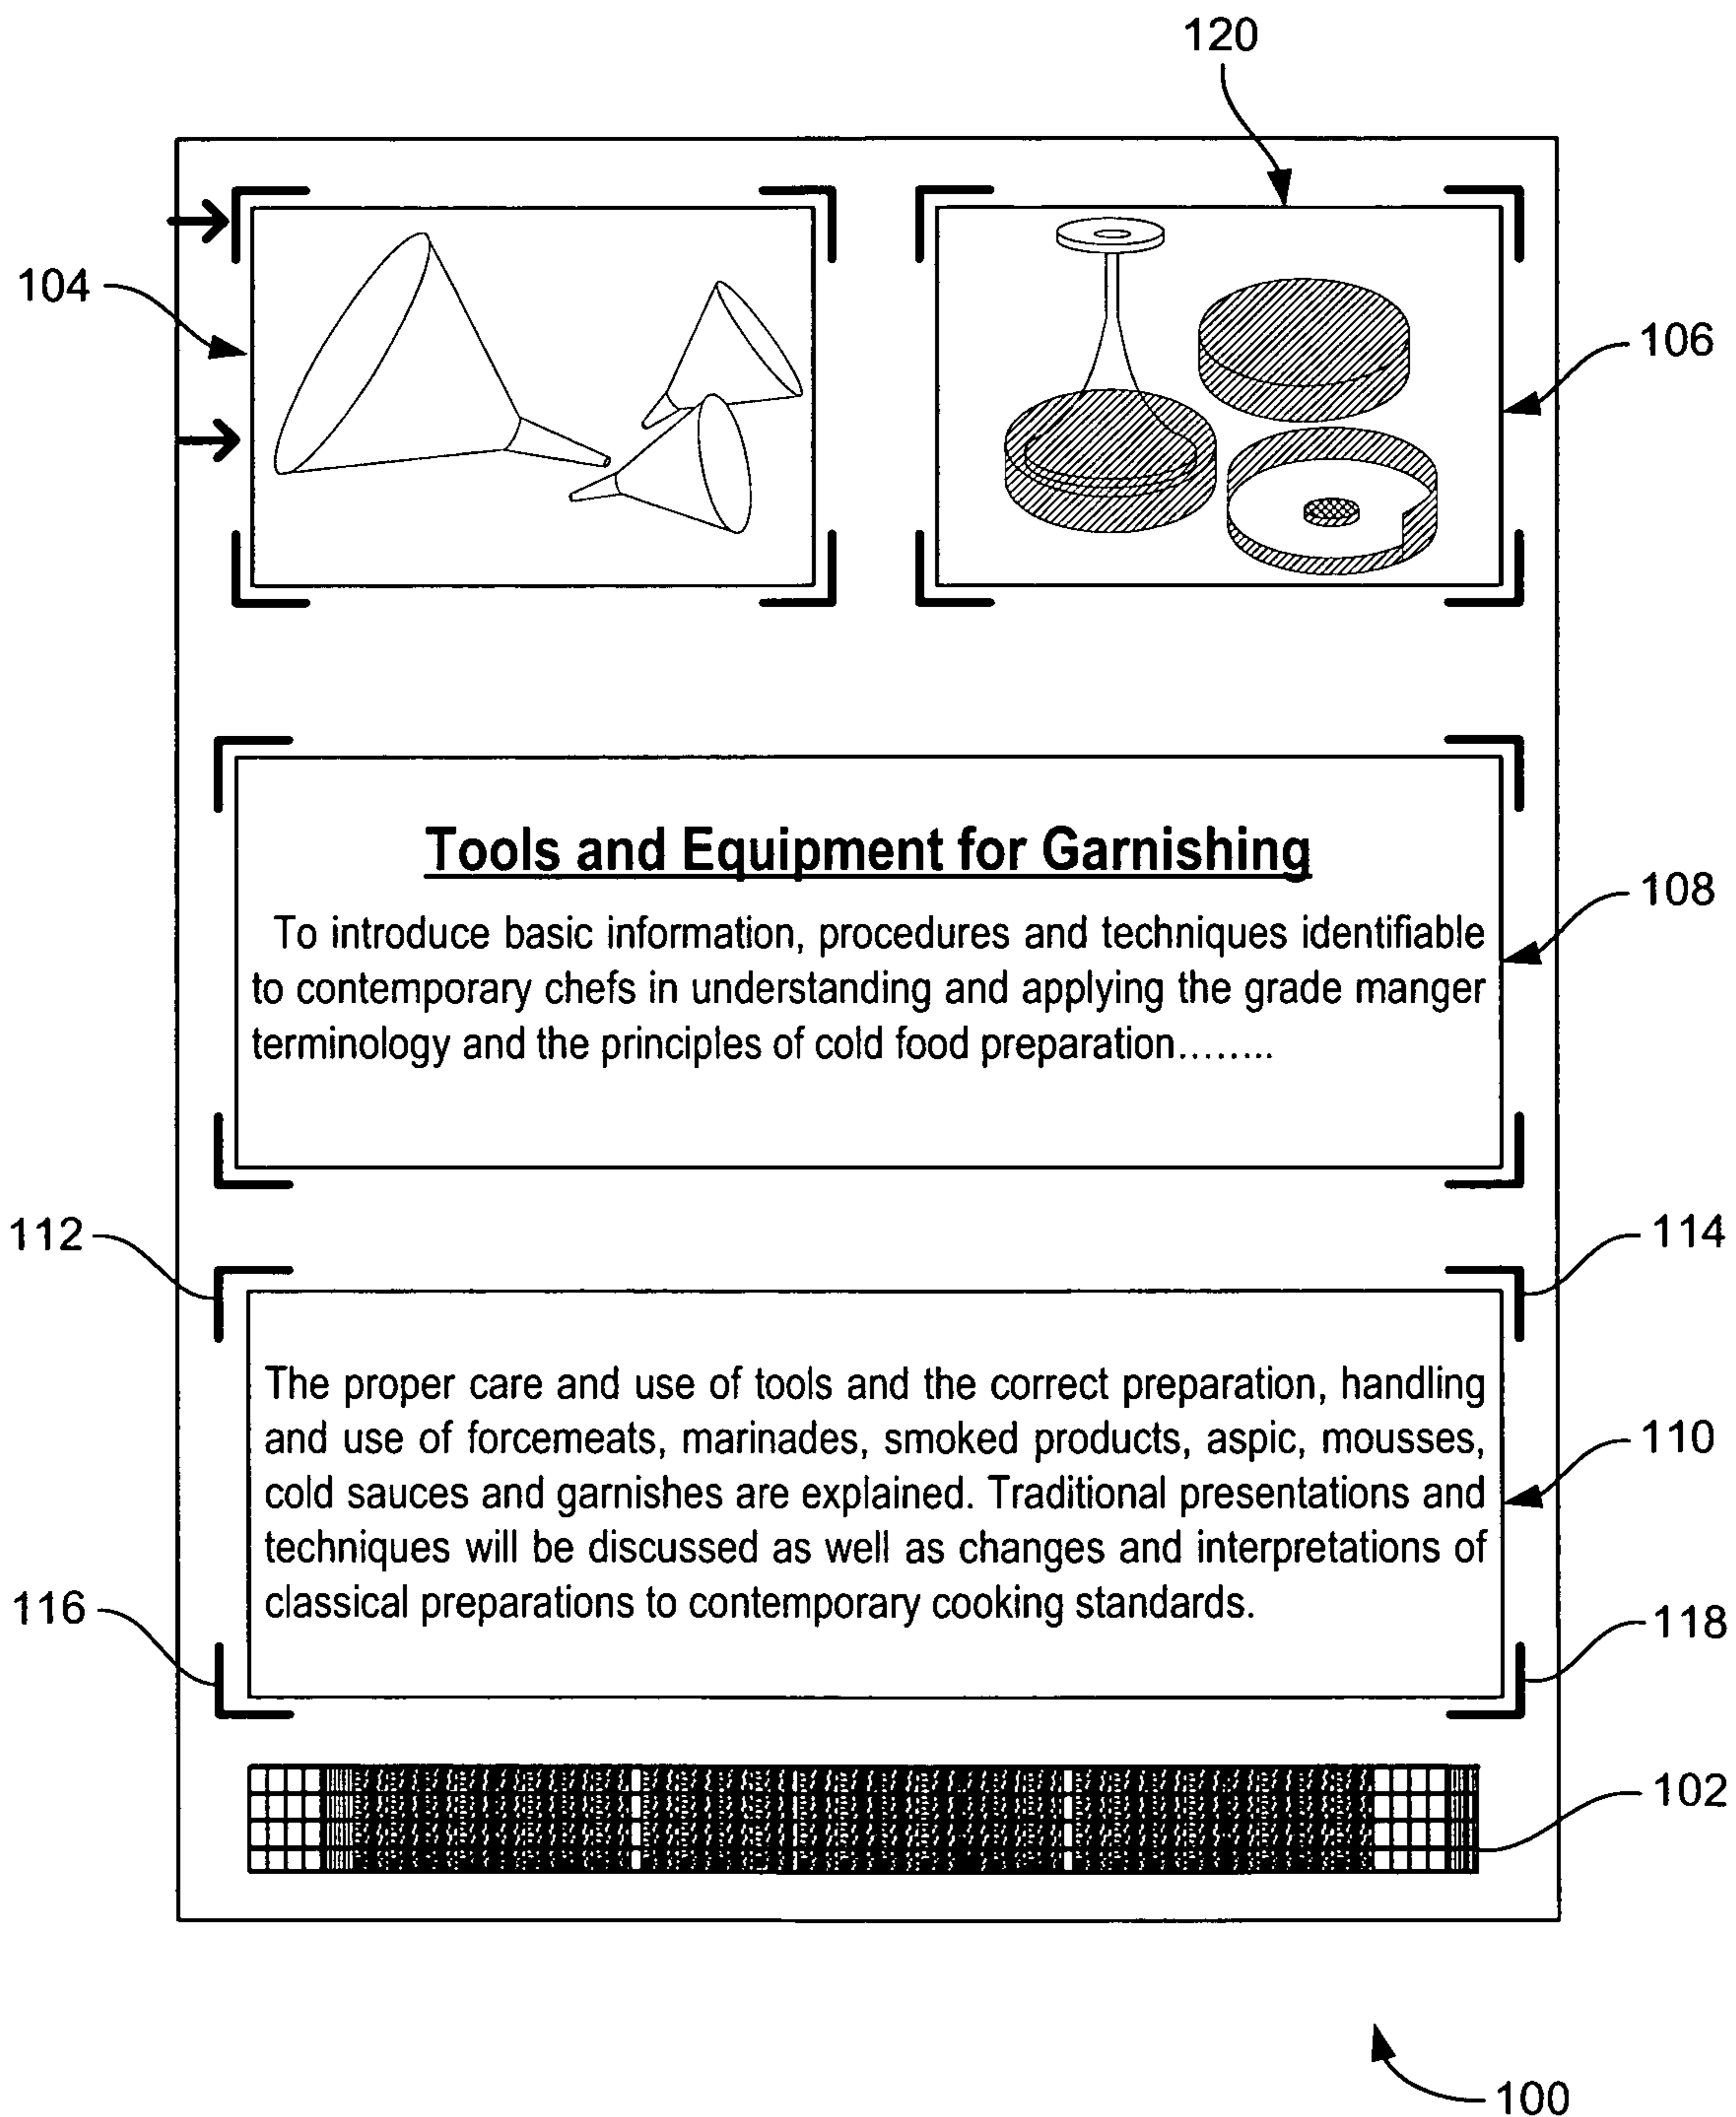 120
104
106
Tools and Equipment for Garnishing
108
To introduce basic information, procedures and techniques identifiable
to contemporary chefs in understanding and applying the grade manger
terminology and the principles of cold food preparation........
112
114
The proper care and use of tools and the correct preparation, handling
and use of forcemeats, marinades, smoked products, aspic, mousses,
110
cold sauces and garnishes are explained. Traditional presentations and
techniques will be discussed as well as changes and interpretations of
classical preparations to contemporary cooking standards.
116
118
102
100